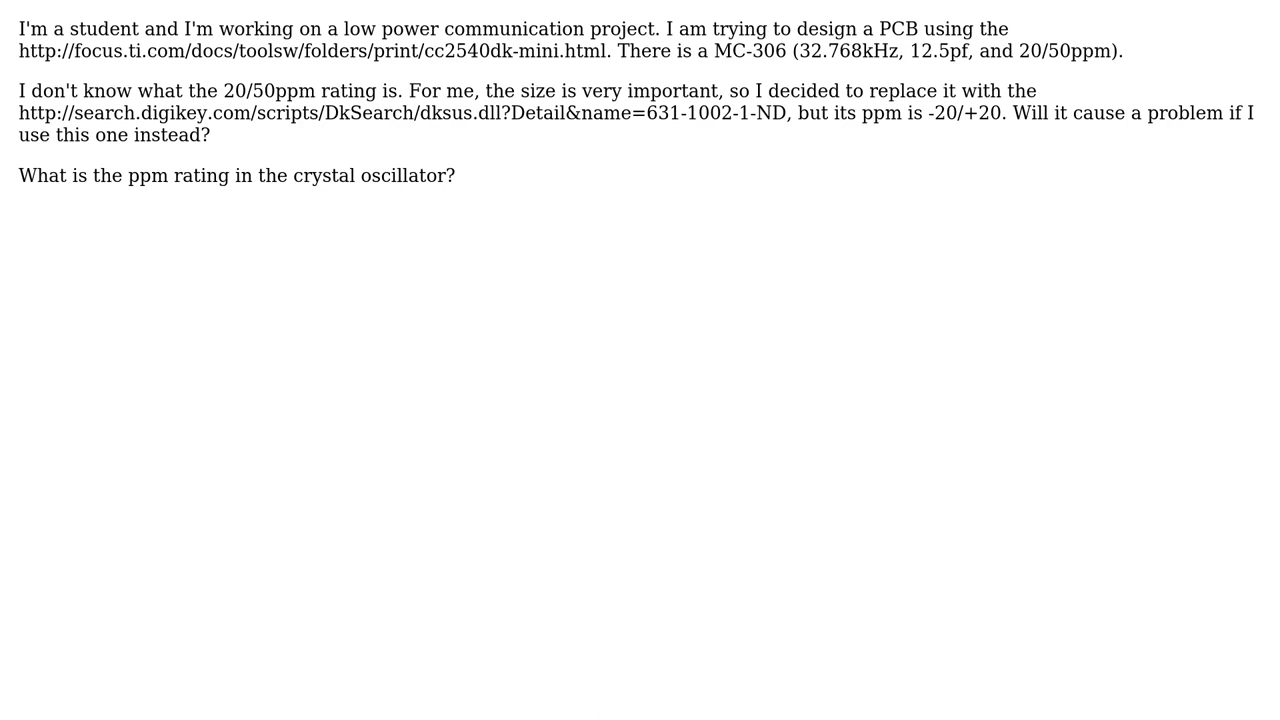 I'm a student and I'm working on a low power communication project. I am trying to design a PCB using the
http://focus.ti.com/docs/toolsw/folders/print/cc2540dk-mini.html. There is a MC-306 (32.768kHz, 12.5pf, and 20/50ppm).
I don't know what the 20/50ppm rating is. For me, the size is very important, so I decided to replace it with the
http://search.digikey.com/scripts/DkSearch/dksus.dll?Detail&name=631-1002-1-ND, but its ppm is -20/+20. Will it cause a problem if I
use this one instead?
What is the ppm rating in the crystal oscillator?